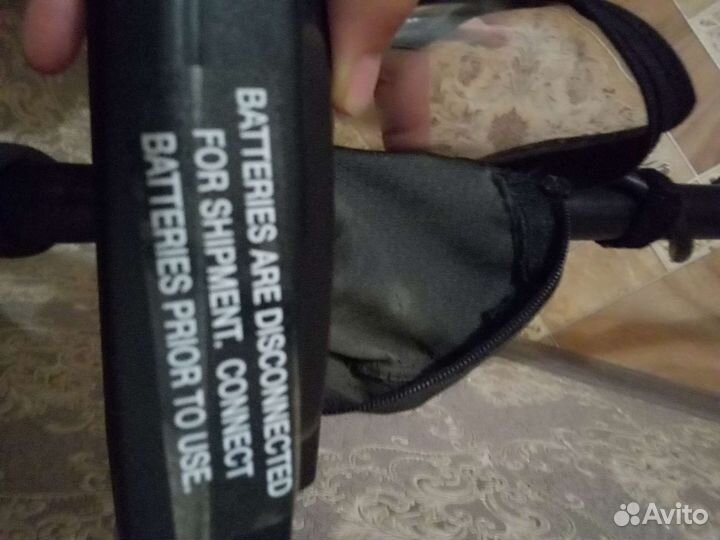 BATTERIES ARE DISCONNECTED
FOR SHIPMENT. CONNECT
BATTERIES PRIOR TO USE.
Avito